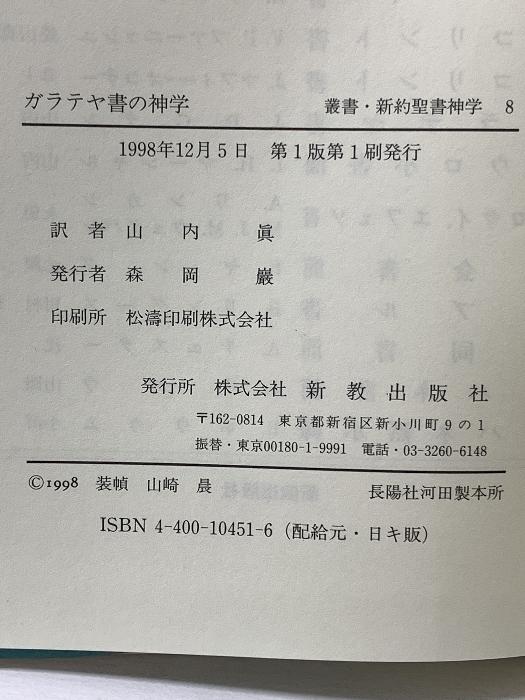 ガラテヤ書の神学　叢書・新約聖書神学　8
1998年12月5日　第1版第1刷発行
訳者　山内　眞
発行者　森岡　巖
印刷所　松濤印刷株式会社
発行所　株式会社　新教出版社
〒162-0814　東京都新宿区新小川町9の1
振替・東京00180-1-9991　電話・03-3260-6148
©1998　装幀　山崎　晨　長陽社河田製本所
ISBN 4-400-10451-6（配給元・日キ販）